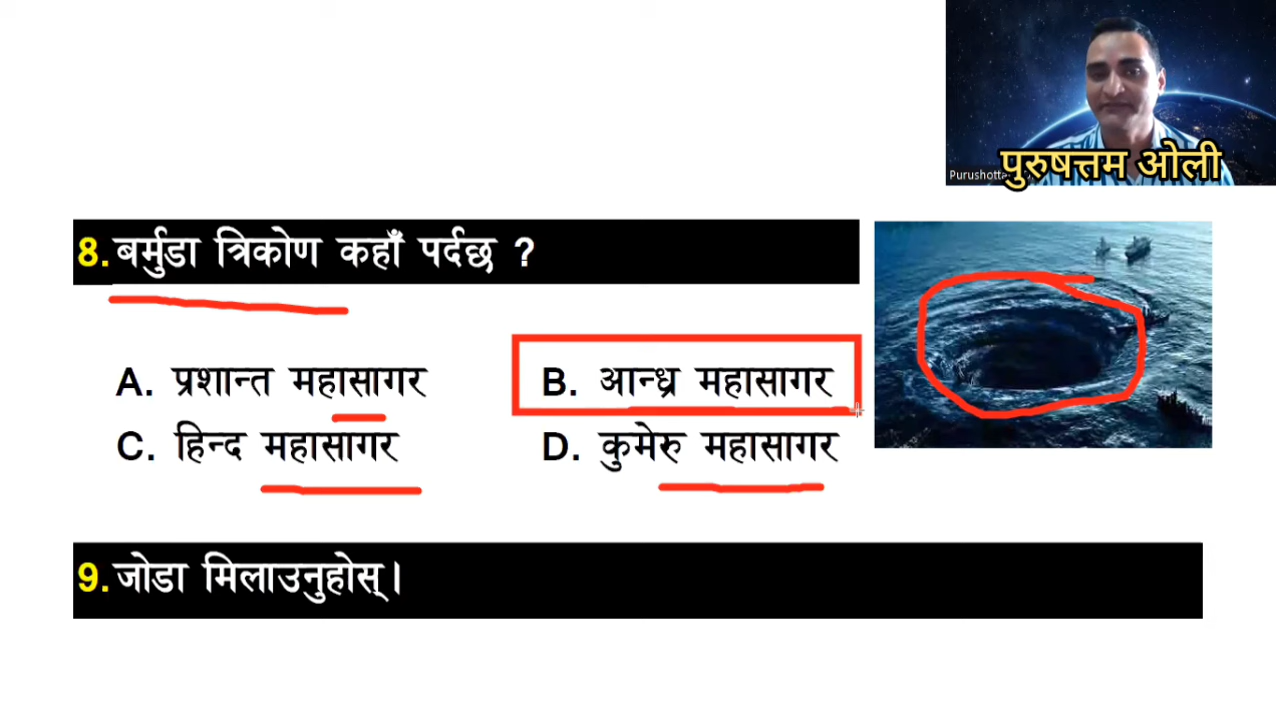 Purushotta
पुरुषत्तम ओली
8. बर्मुडा त्रिकोण कहाँ पर्दछ ?
A. प्रशान्त महासागर
B. आन्ध्र महासागर
C. हिन्द महासागर
D. कुमेरु महासागर
9. जोडा मिलाउनुहोस्।